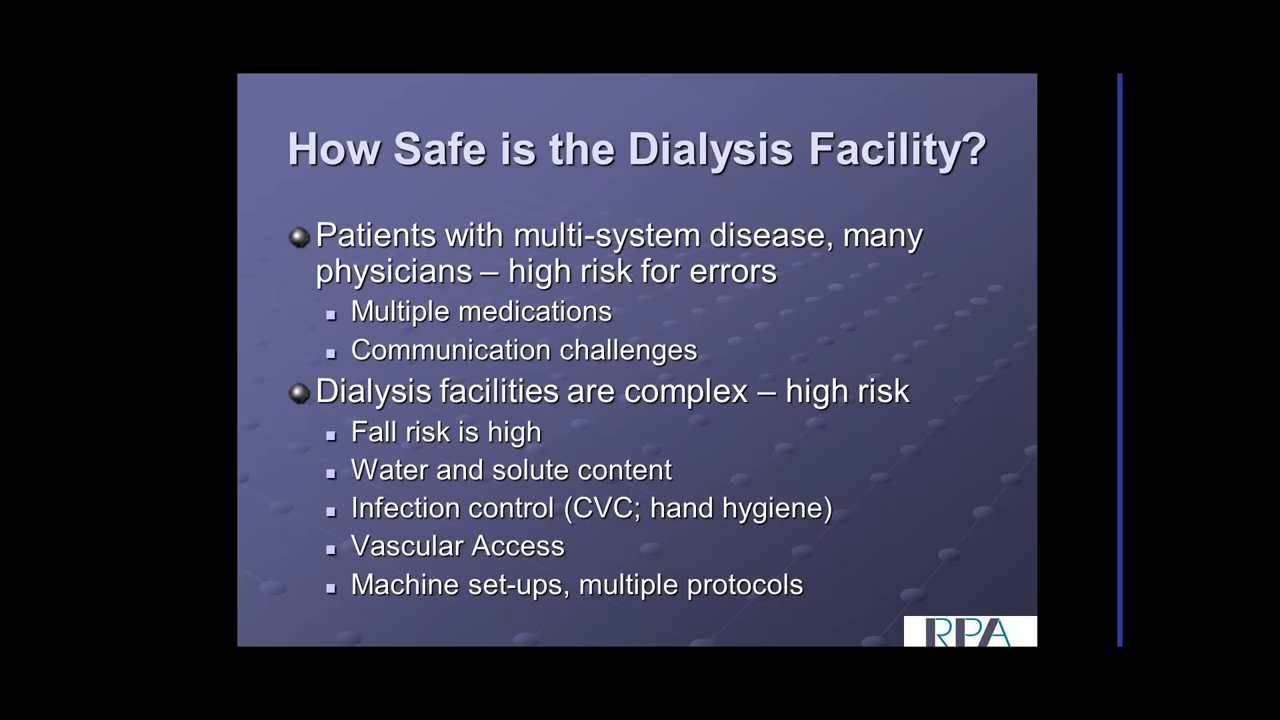 How Safe is the Dialysis Facility?
Patients with multi-system disease, many
physicians – high risk for errors
Multiple medications
Communication challenges
Dialysis facilities are complex – high risk
Fall risk is high
Water and solute content
Infection control (CVC; hand hygiene)
Vascular Access
Machine set-ups, multiple protocols
RPA